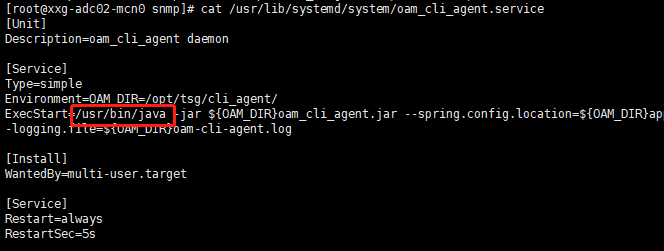 [root@xxg-adc02-mcn0 snmp]# cat /usr/lib/systemd/system/oam_cli_agent.service
[Unit]
Description=oam_cli_agent daemon
[Service]
Type=simple
Environment=OAM_DIR=/opt/tsg/cli_agent/
ExecStart=/usr/bin/java -jar ${OAM_DIR}oam_cli_agent.jar --spring.config.location=${OAM_DIR}app
-logging.file=${OAM_DIR}oam-cli-agent.log
[Install]
WantedBy=multi-user.target
[Service]
Restart=always
RestartSec=5s